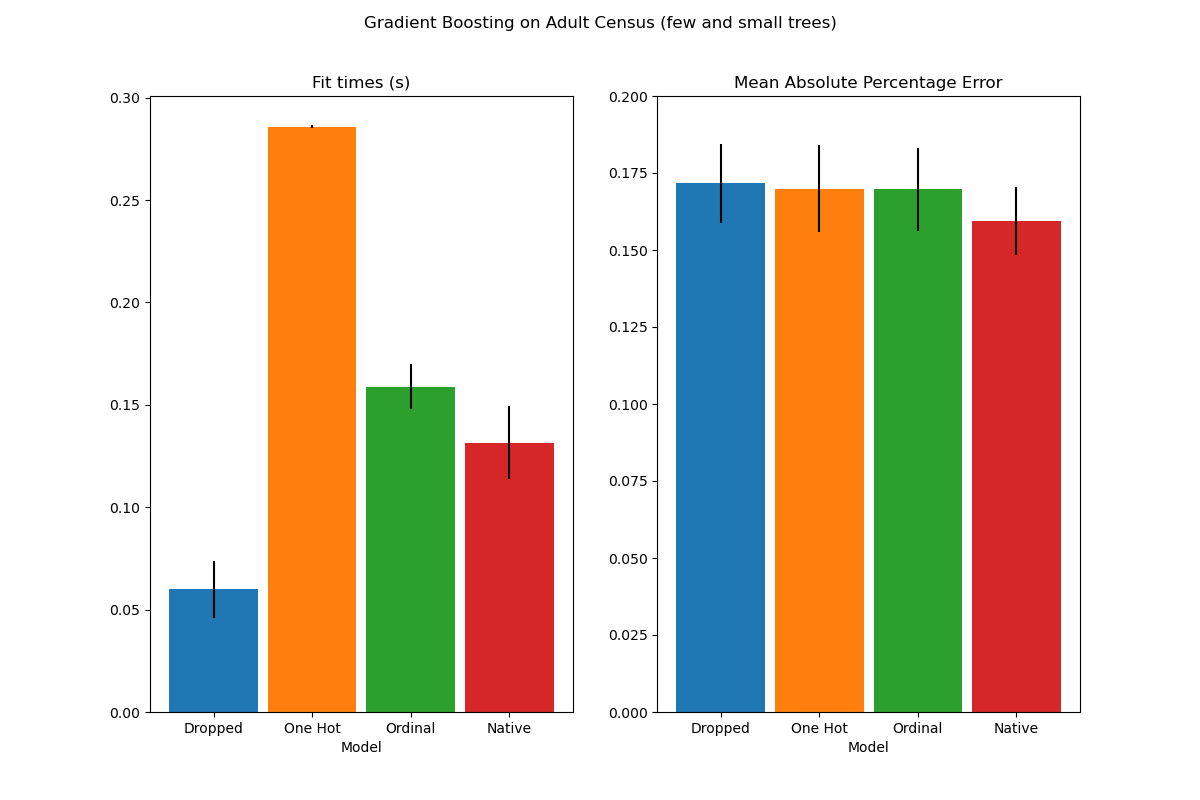 Gradient Boosting on Adult Census (few and small trees)
Fit times (s)
0.30
0.25
0.20
0.15
0.10
0.05
0.00
Dropped One Hot Ordinal Native
Model
Mean Absolute Percentage Error
0.200
0.175
0.150
0.125
0.100
0.075
0.050
0.025
0.000
Dropped One Hot Ordinal Native
Model